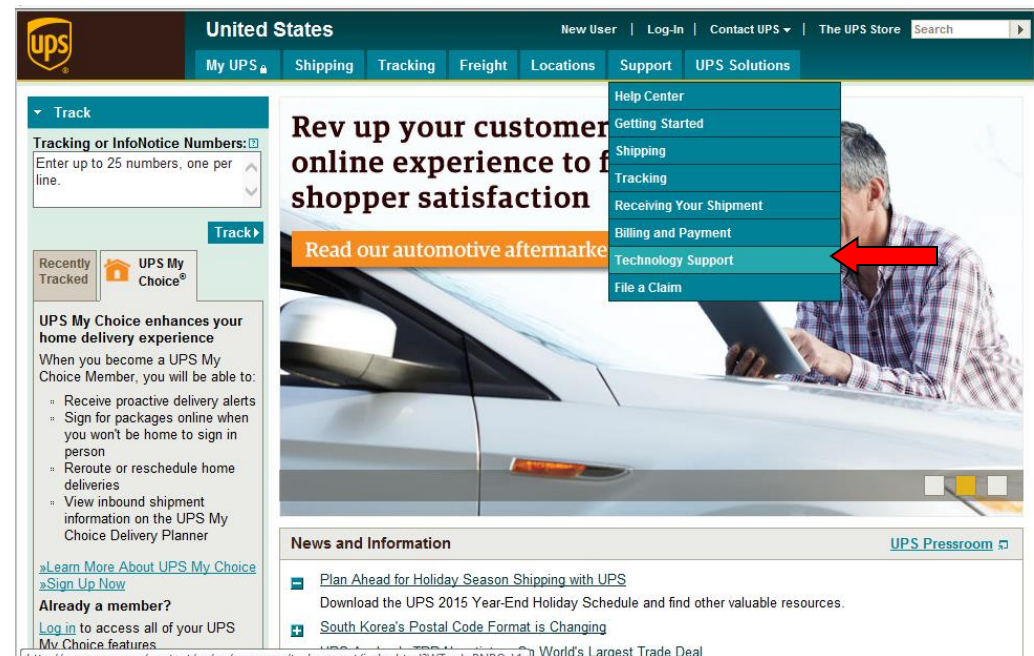 ups
United States
New User | Log-In | Contact UPS | The UPS Store Search
My UPS Shipping Tracking Freight Locations Support UPS Solutions
Help Center
Getting Started
Shipping
Tracking
Receiving Your Shipment
Billing and Payment
Technology Support
File a Claim
Track
Tracking or InfoNotice Numbers:
Enter up to 25 numbers, one per
line.
Track
Recently
Tracked
UPS My
Choice®
UPS My Choice enhances your
home delivery experience
When you become a UPS My
Choice Member, you will be able to:
Receive proactive delivery alerts
Sign for packages online when
you won't be home to sign in
person
Reroute or reschedule home
deliveries
View inbound shipment
information on the UPS My
Choice Delivery Planner
»Learn More About UPS My Choice
»Sign Up Now
Already a member?
Log in to access all of your UPS
My Choice features
Rev up your customer
online experience to f
shopper satisfaction
Read our automotive aftermarke
News and Information
UPS Pressroom
Plan Ahead for Holiday Season Shipping with UPS
Download the UPS 2015 Year-End Holiday Schedule and find other valuable resources.
South Korea's Postal Code Format is Changing
On World's Largest Trade Deal